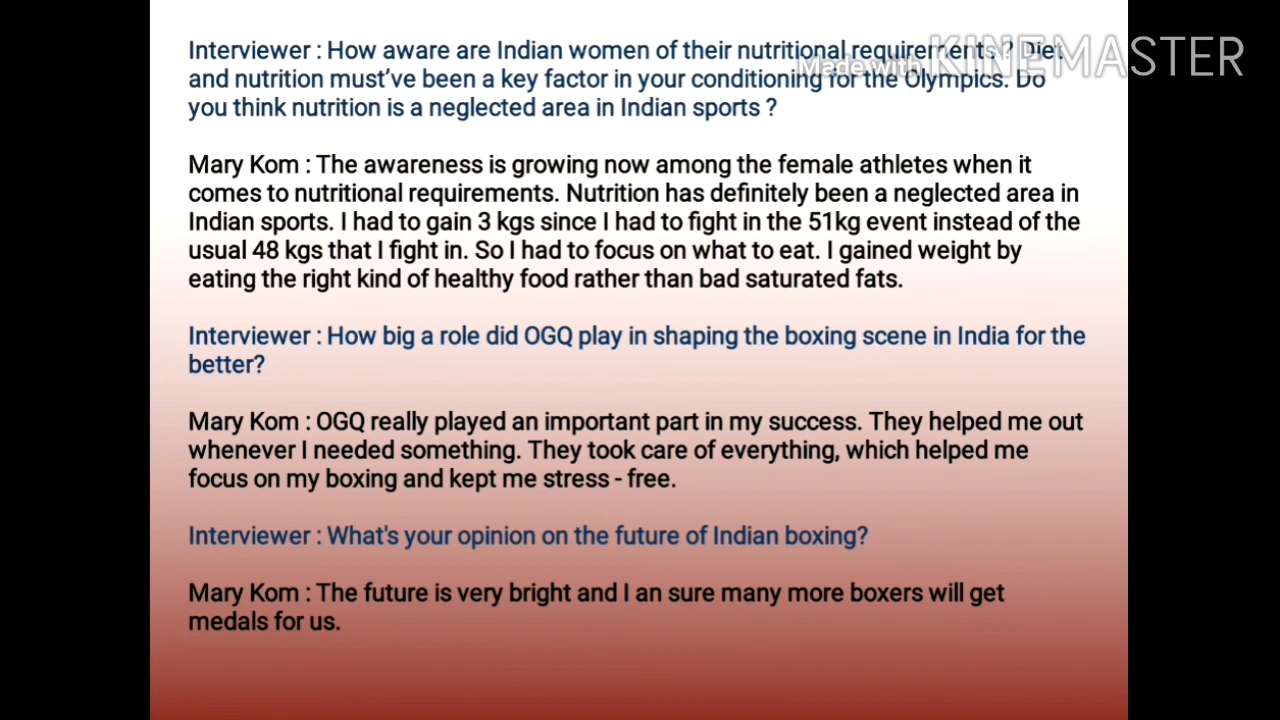 Interviewer : How aware are Indian women of their nutritional requirements ? Diet
and nutrition must've been a key factor in your conditioning for the Olympics. Do
you think nutrition is a neglected area in Indian sports ?
Made with KINEMASTER
Mary Kom : The awareness is growing now among the female athletes when it
comes to nutritional requirements. Nutrition has definitely been a neglected area in
Indian sports. I had to gain 3 kgs since I had to fight in the 51kg event instead of the
usual 48 kgs that I fight in. So I had to focus on what to eat. I gained weight by
eating the right kind of healthy food rather than bad saturated fats.
Interviewer : How big a role did OGQ play in shaping the boxing scene in India for the
better?
Mary Kom : OGQ really played an important part in my success. They helped me out
whenever I needed something. They took care of everything, which helped me
focus on my boxing and kept me stress - free.
Interviewer : What's your opinion on the future of Indian boxing?
Mary Kom : The future is very bright and I an sure many more boxers will get
medals for us.